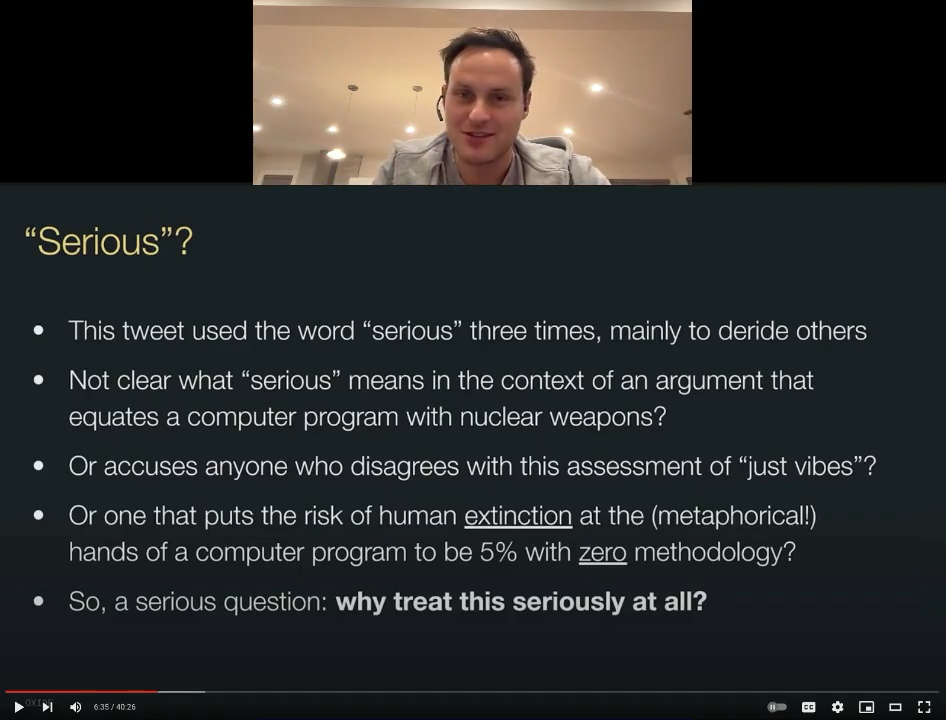 “Serious”?
• This tweet used the word “serious” three times, mainly to deride others
• Not clear what “serious” means in the context of an argument that
equates a computer program with nuclear weapons?
• Or accuses anyone who disagrees with this assessment of “just vibes”?
• Or one that puts the risk of human extinction at the (metaphorical!)
hands of a computer program to be 5% with zero methodology?
• So, a serious question: why treat this seriously at all?
6:35 / 40:26
CC